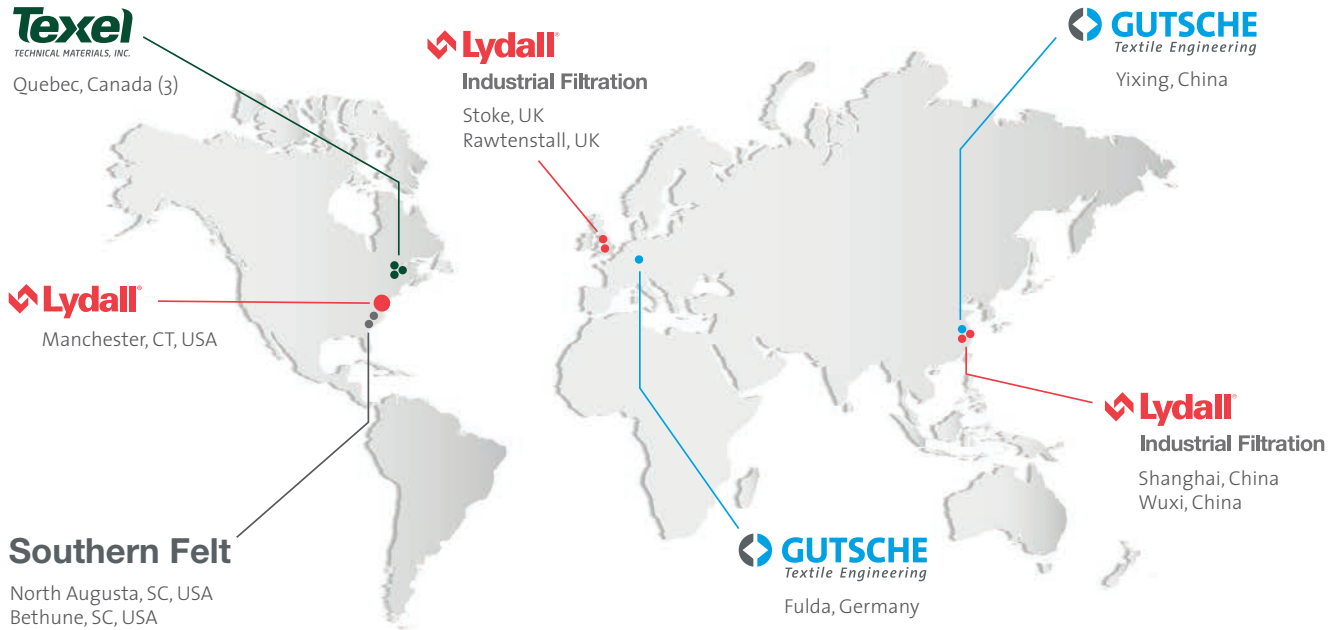 Texel
TECHNICAL MATERIALS, INC.
Quebec, Canada (3)
Lydall®
Industrial Filtration
Stoke, UK
Rawtenstall, UK
GUTSCHE
Textile Engineering
Yixing, China
Lydall®
Manchester, CT, USA
Lydall®
Industrial Filtration
Shanghai, China
Wuxi, China
Southern Felt
North Augusta, SC, USA
Bethune, SC, USA
GUTSCHE
Textile Engineering
Fulda, Germany